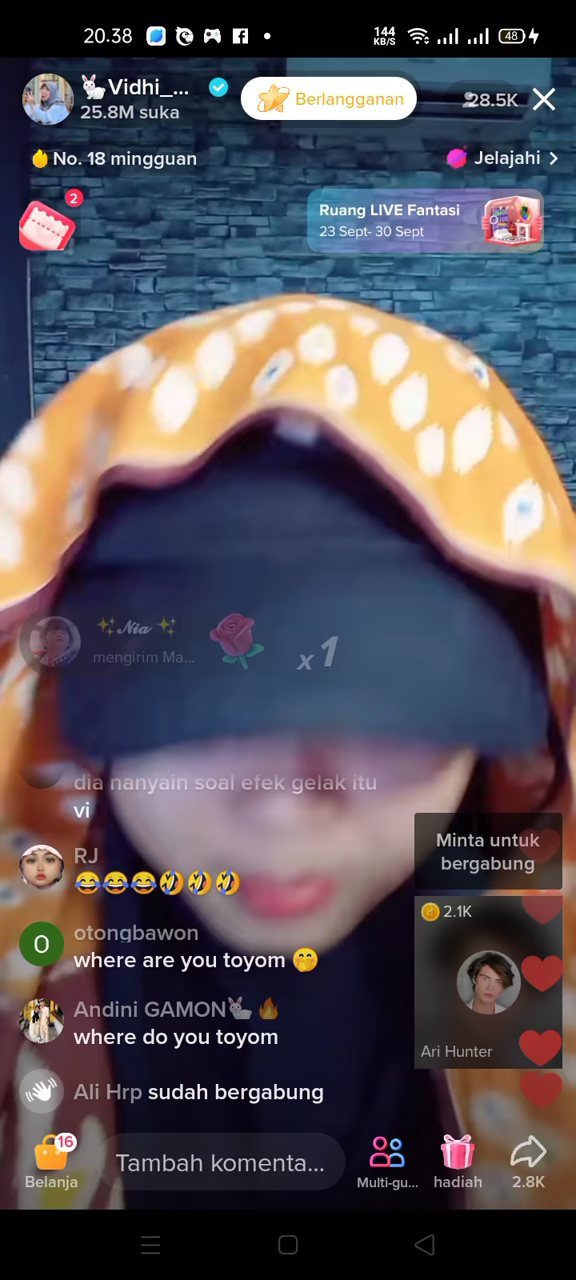 20.38
144
KB/S
48
Vidhi_...
25.8M suka
Berlangganan
28.5K
No. 18 mingguan
Jelajahi
2
Ruang LIVE Fantasi
23 Sept- 30 Sept
✨Nia✨
mengirim Ma...
x1
dia nanyain soal efek gelak itu
vi
RJ
😂😂😂🤣🤣🤣
O
otongbawon
where are you toyom 🤭
Andini GAMON🐇🔥
where do you toyom
Ali Hrp sudah bergabung
Minta untuk
bergabung
2.1K
Ari Hunter
16
Belanja
Tambah komenta...
Multi-gu...
hadiah
2.8K